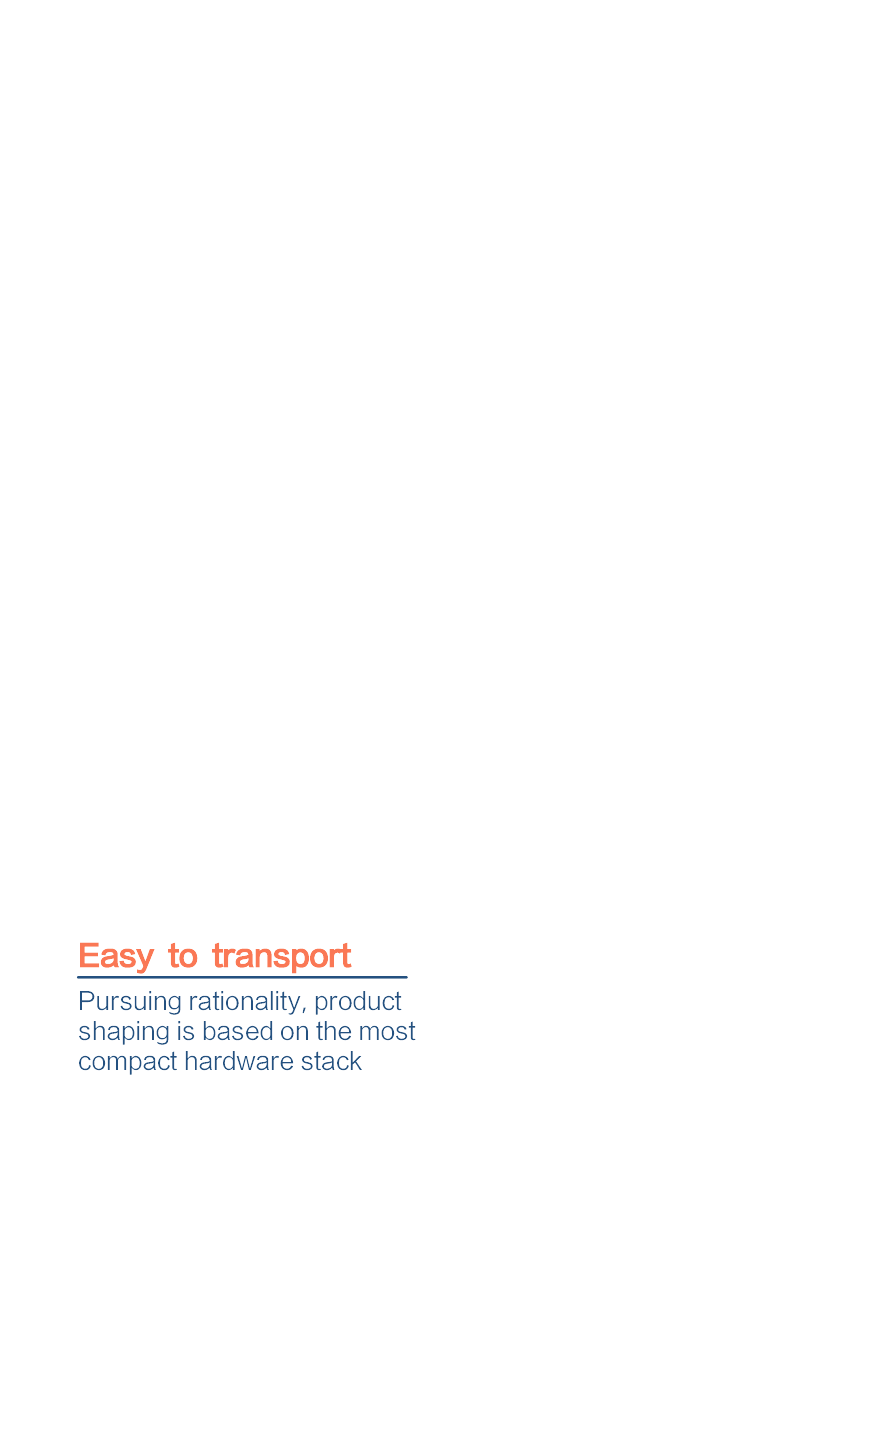 Easy to transport
Pursuing rationality, product
shaping is based on the most
compact hardware stack